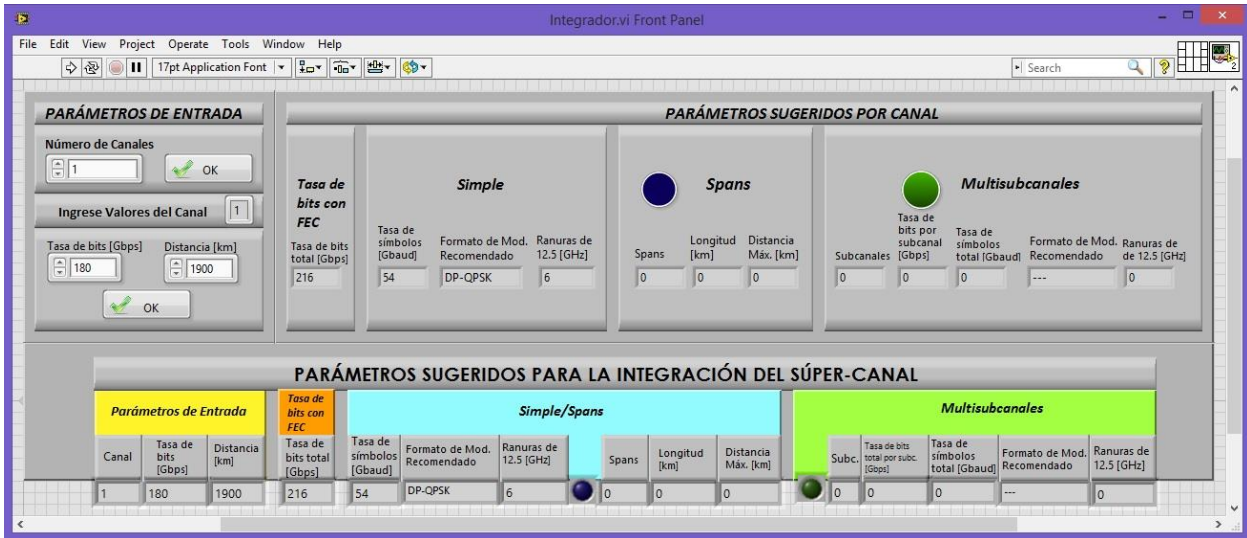 Integrador.vi Front Panel
File Edit View Project Operate Tools Window Help
17pt Application Font
Search
2
PARÁMETROS DE ENTRADA
Número de Canales
1
OK
Ingrese Valores del Canal 1
Tasa de bits [Gbps] Distancia [km]
180 1900
OK
PARÁMETROS SUGERIDOS POR CANAL
Tasa de
bits con
FEC
Tasa de bits
total [Gbps]
216
Simple
Tasa de
símbolos
[Gbaud]
54
Formato de Mod.
Recomendado
DP-QPSK
Ranuras de
12.5 [GHz]
6
Spans
Spans
0
Longitud
[km]
0
Distancia
Máx. [km]
0
Multisubcanales
Subcanales
0
Tasa de
bits por
subcanal
[Gbps]
0
Tasa de
símbolos
total [Gbaud]
0
Formato de Mod.
Recomendado
---
Ranuras
de 12.5 [GHz]
0
PARÁMETROS SUGERIDOS PARA LA INTEGRACIÓN DEL SÚPER-CANAL
Parámetros de Entrada
Canal
1
Tasa de
bits
[Gbps]
180
Distancia
[km]
1900
Tasa de
bits con
FEC
Tasa de
bits total
[Gbps]
216
Simple/Spans
Tasa de
símbolos
[Gbaud]
54
Formato de Mod.
Recomendado
DP-QPSK
Ranuras de
12.5 [GHz]
6
Spans
0
Longitud
[km]
0
Distancia
Máx. [km]
0
Multisubcanales
Subc.
0
Tasa de bits
total por subc.
[Gbps]
0
Tasa de
símbolos
total [Gbaud]
0
Formato de Mod.
Recomendado
---
Ranuras de
12.5 [GHz]
0